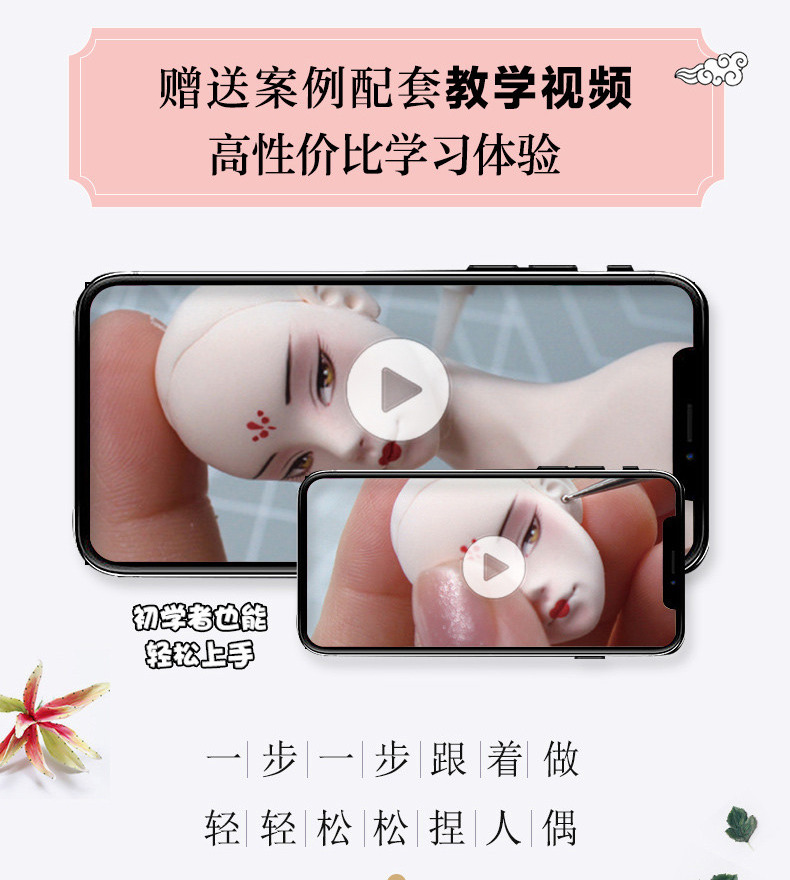 赠送案例配套教学视频
高性价比学习体验
初学者也能
轻松上手
一步一步跟着做
轻轻松松捏人偶